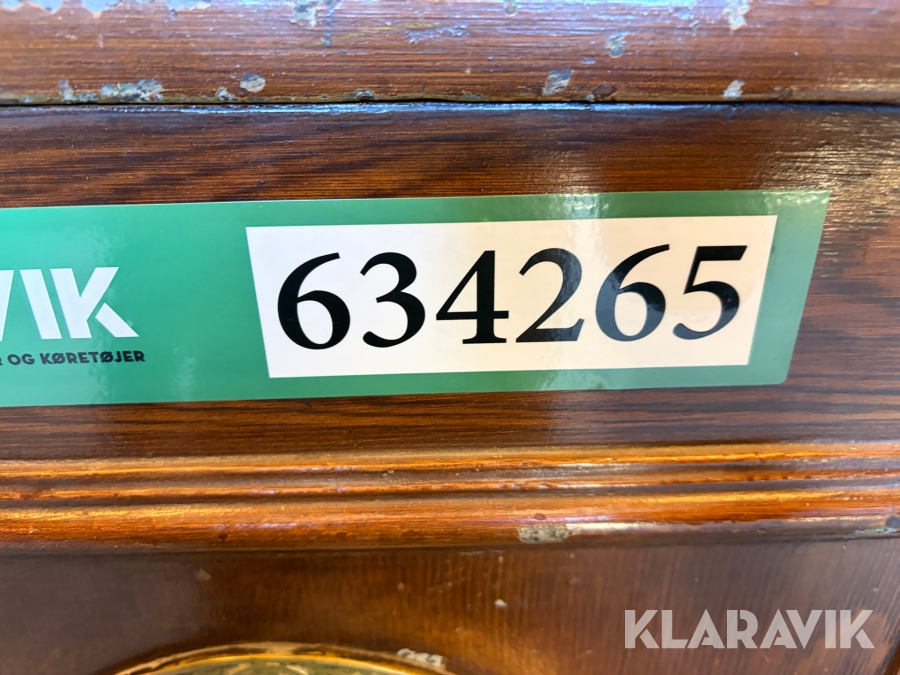 VIK
634265
OG KØRETØJER
KLARAVIK